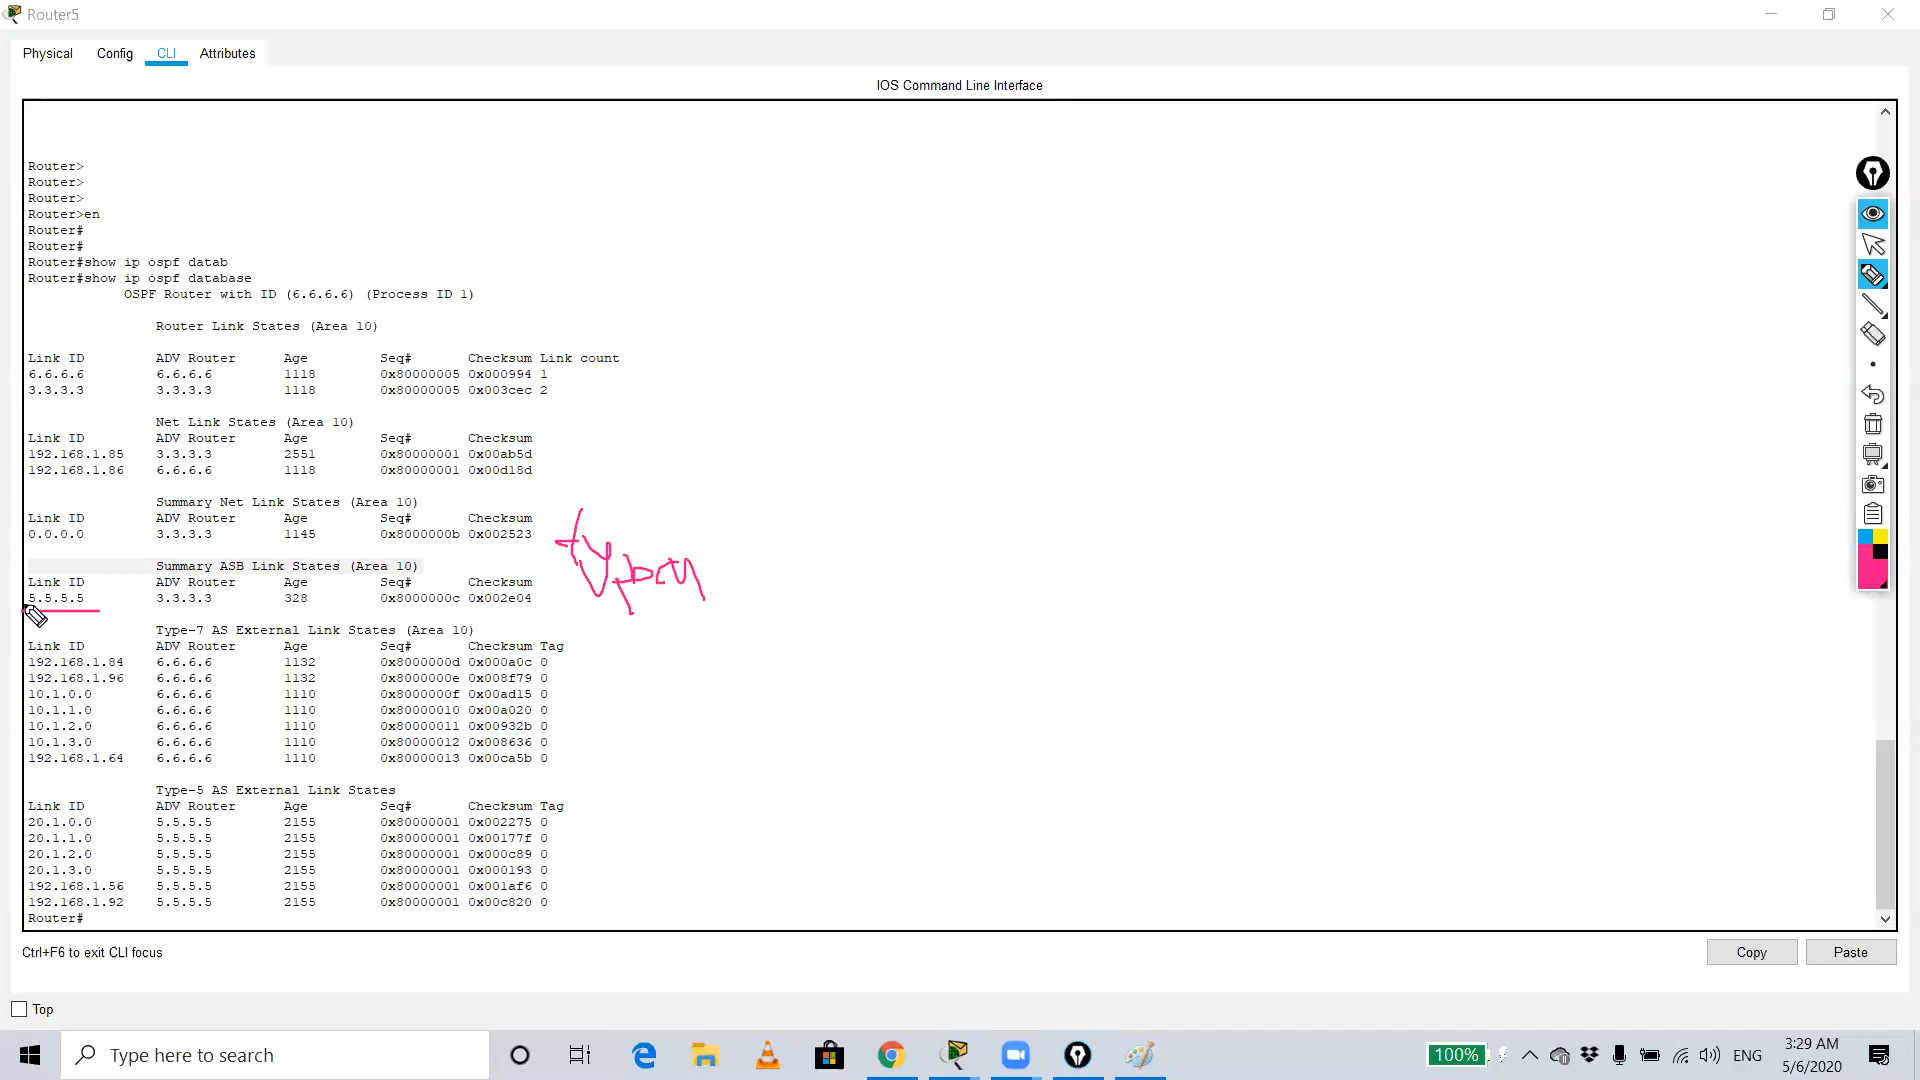 Router5
Physical Config CLI Attributes
IOS Command Line Interface
Router>
Router>
Router>
Router>en
Router#
Router#
Router#show ip ospf datab
Router#show ip ospf database
OSPF Router with ID (6.6.6.6) (Process ID 1)
Router Link States (Area 10)
Link ID ADV Router Age Seq# Checksum Link count
6.6.6.6 6.6.6.6 1118 0x80000005 0x000994 1
3.3.3.3 3.3.3.3 1118 0x80000005 0x003cec 2
Net Link States (Area 10)
Link ID ADV Router Age Seq# Checksum
192.168.1.85 3.3.3.3 2551 0x80000001 0x00ab5d
192.168.1.86 6.6.6.6 1118 0x80000001 0x00d18d
Summary Net Link States (Area 10)
Link ID ADV Router Age Seq# Checksum
0.0.0.0 3.3.3.3 1145 0x8000000b 0x002523
Summary ASB Link States (Area 10)
Link ID ADV Router Age Seq# Checksum
5.5.5.5 3.3.3.3 328 0x8000000c 0x002e04
Type-7 AS External Link States (Area 10)
Link ID ADV Router Age Seq# Checksum Tag
192.168.1.84 6.6.6.6 1132 0x8000000d 0x000a0c 0
192.168.1.96 6.6.6.6 1132 0x8000000e 0x008f79 0
10.1.0.0 6.6.6.6 1110 0x8000000f 0x00ad15 0
10.1.1.0 6.6.6.6 1110 0x80000010 0x00a020 0
10.1.2.0 6.6.6.6 1110 0x80000011 0x00932b 0
10.1.3.0 6.6.6.6 1110 0x80000012 0x008636 0
192.168.1.64 6.6.6.6 1110 0x80000013 0x00ca5b 0
Type-5 AS External Link States
Link ID ADV Router Age Seq# Checksum Tag
20.1.0.0 5.5.5.5 2155 0x80000001 0x002275 0
20.1.1.0 5.5.5.5 2155 0x80000001 0x00177f 0
20.1.2.0 5.5.5.5 2155 0x80000001 0x000c89 0
20.1.3.0 5.5.5.5 2155 0x80000001 0x000193 0
192.168.1.56 5.5.5.5 2155 0x80000001 0x001af6 0
192.168.1.92 5.5.5.5 2155 0x80000001 0x00c820 0
Router#
Ctrl+F6 to exit CLI focus
Copy Paste
Top
Type here to search
100% ENG 3:29 AM
5/6/2020